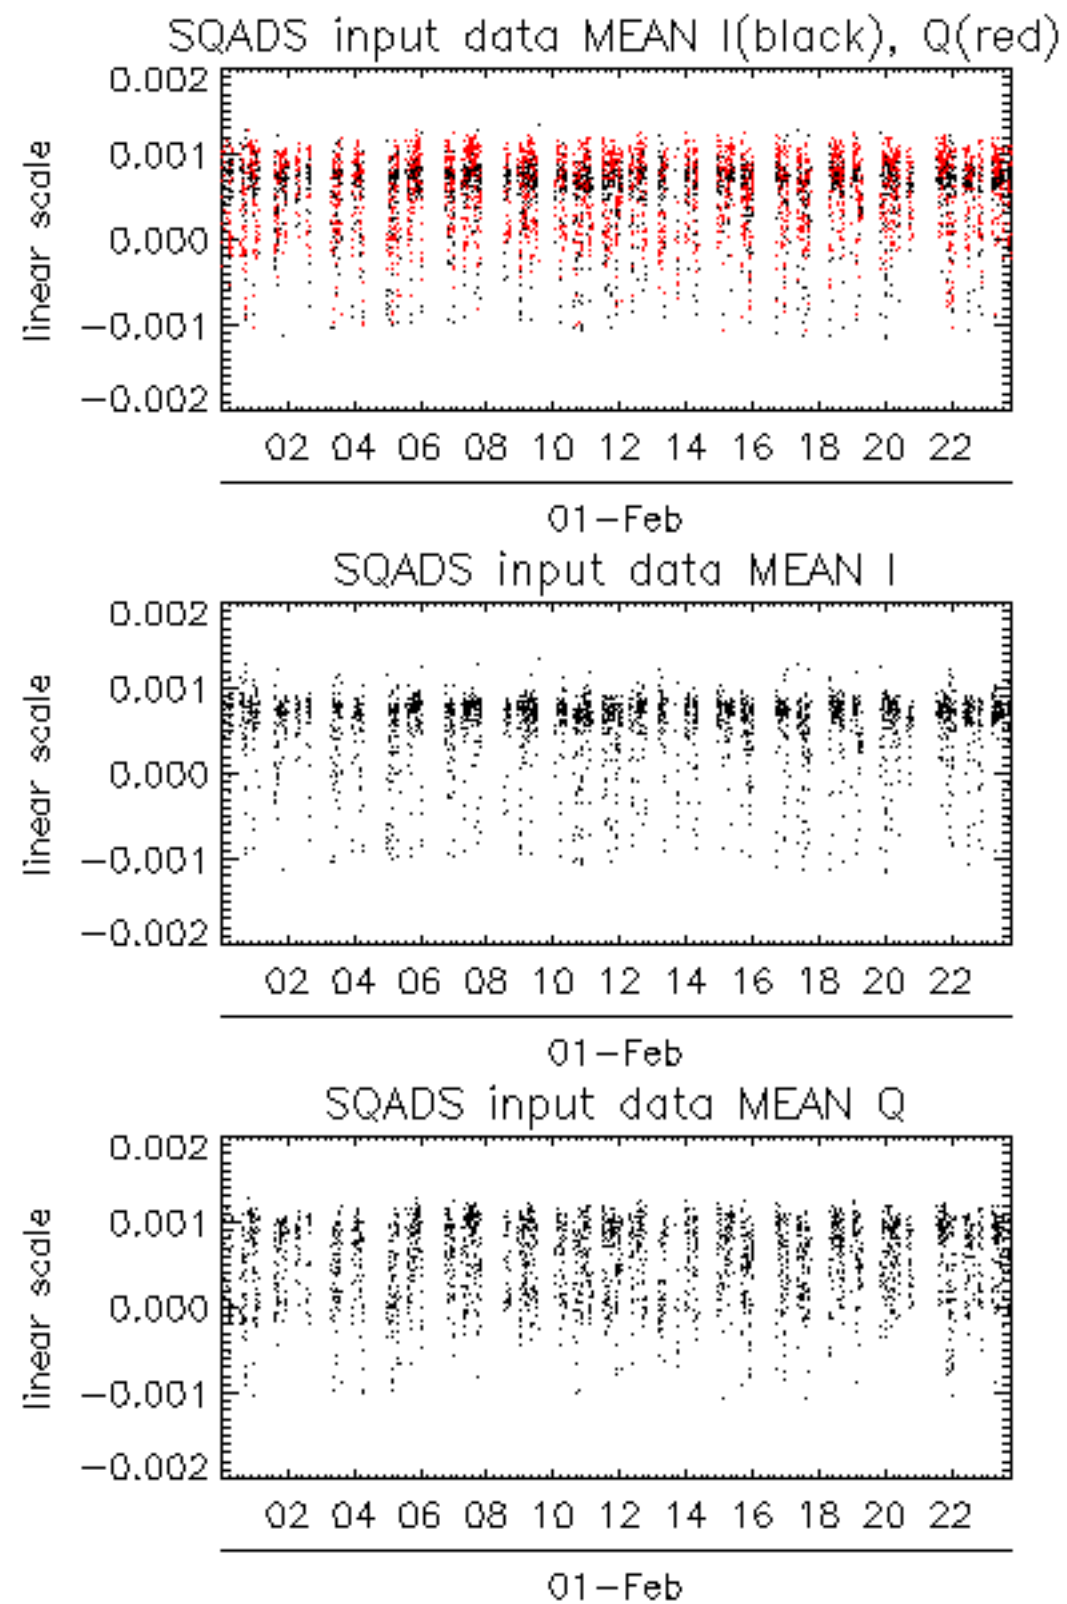 SQADS input data MEAN I(black), Q(red)
0.002
0.001
0.000
−0.001
−0.002
linear scale
02 04 06 08 10 12 14 16 18 20 22
01−Feb
SQADS input data MEAN I
0.002
0.001
0.000
−0.001
−0.002
linear scale
02 04 06 08 10 12 14 16 18 20 22
01−Feb
SQADS input data MEAN Q
0.002
0.001
0.000
−0.001
−0.002
linear scale
02 04 06 08 10 12 14 16 18 20 22
01−Feb